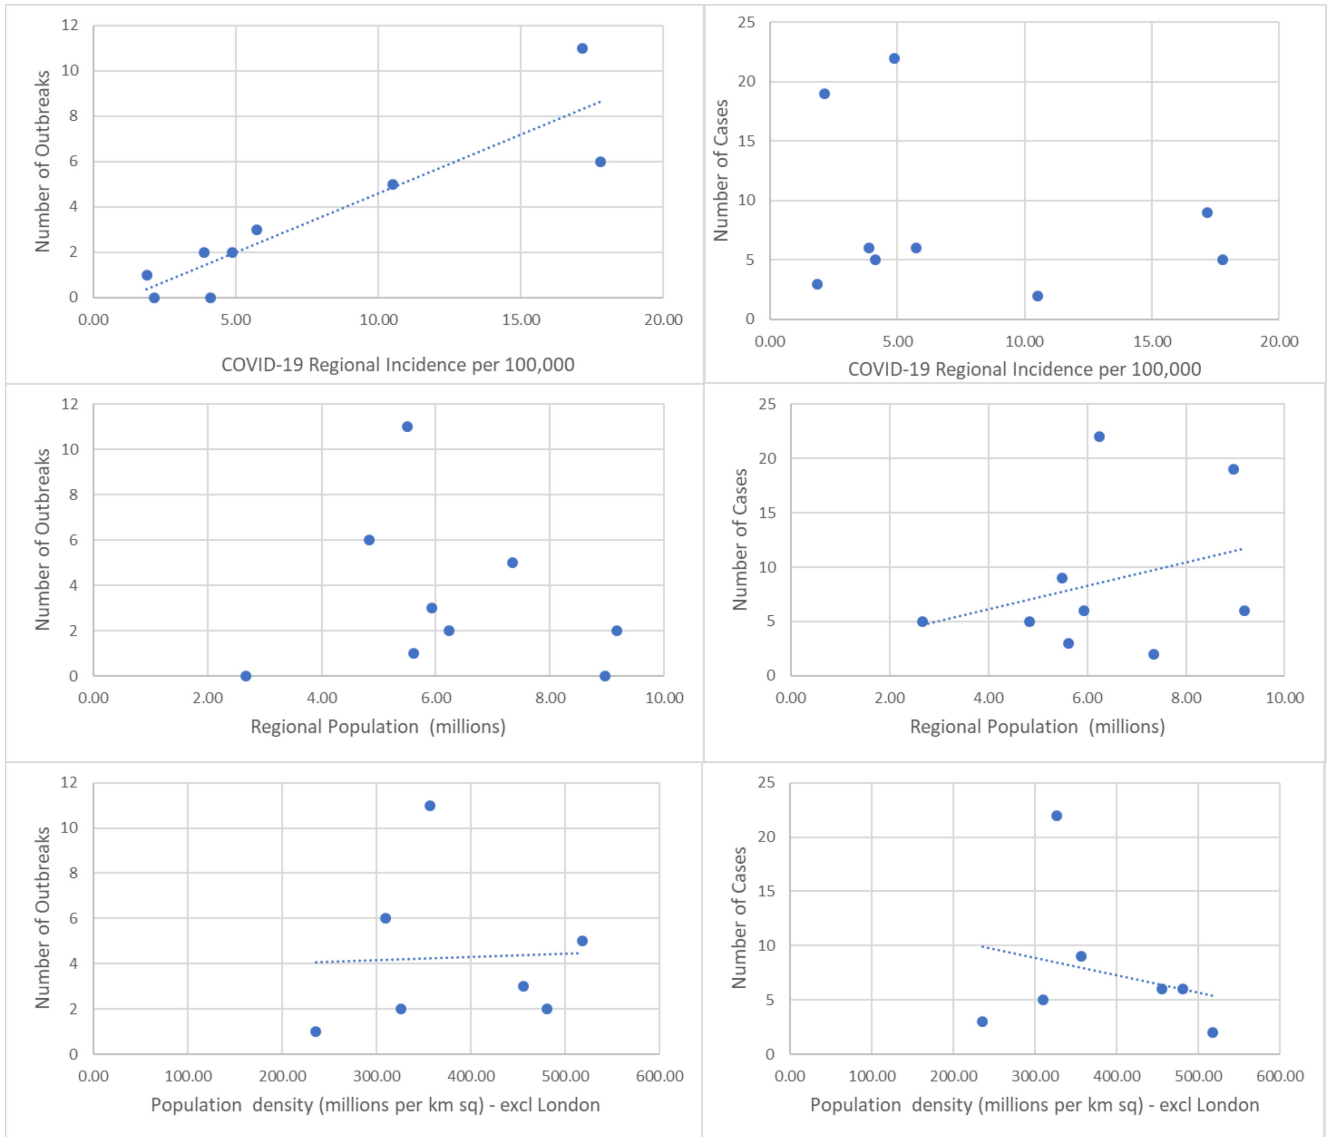 12
10
8
6
4
2
0
Number of Outbreaks
0.00 5.00 10.00 15.00 20.00
COVID-19 Regional Incidence per 100,000
25
20
15
10
5
0
Number of Cases
0.00 5.00 10.00 15.00 20.00
COVID-19 Regional Incidence per 100,000
12
10
8
6
4
2
0
Number of Outbreaks
0.00 2.00 4.00 6.00 8.00 10.00
Regional Population (millions)
25
20
15
10
5
0
Number of Cases
0.00 2.00 4.00 6.00 8.00 10.00
Regional Population (millions)
12
10
8
6
4
2
0
Number of Outbreaks
0.00 100.00 200.00 300.00 400.00 500.00 600.00
Population density (millions per km sq) - excl London
25
20
15
10
5
0
Number of Cases
0.00 100.00 200.00 300.00 400.00 500.00 600.00
Population density (millions per km sq) - excl London